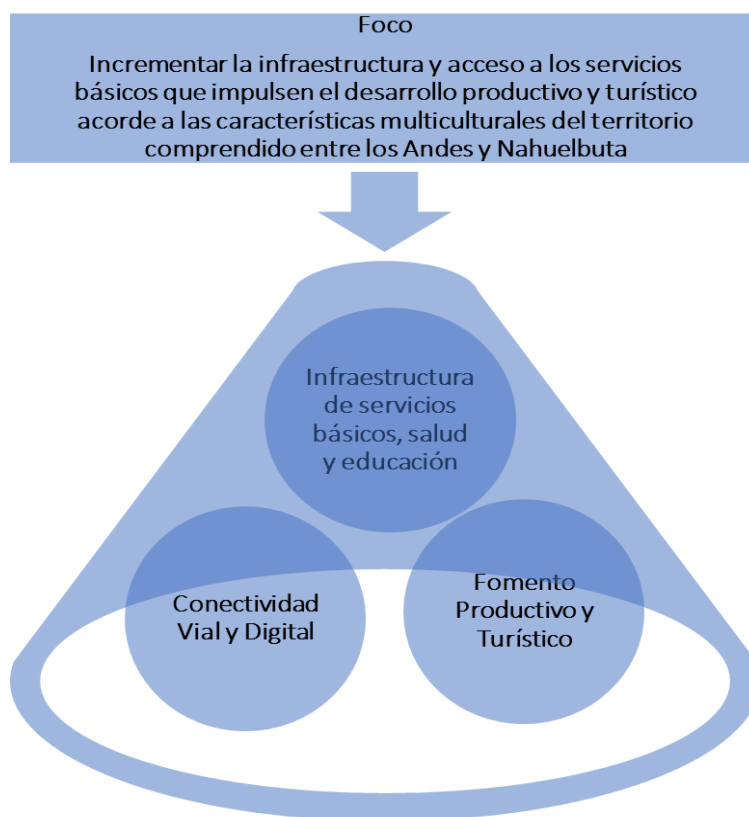 Foco
Incrementar la infraestructura y acceso a los servicios
básicos que impulsen el desarrollo productivo y turístico
acorde a las características multiculturales del territorio
comprendido entre los Andes y Nahuelbuta
Infraestructura
de servicios
básicos, salud
y educación
Conectividad
Vial y Digital
Fomento
Productivo y
Turístico